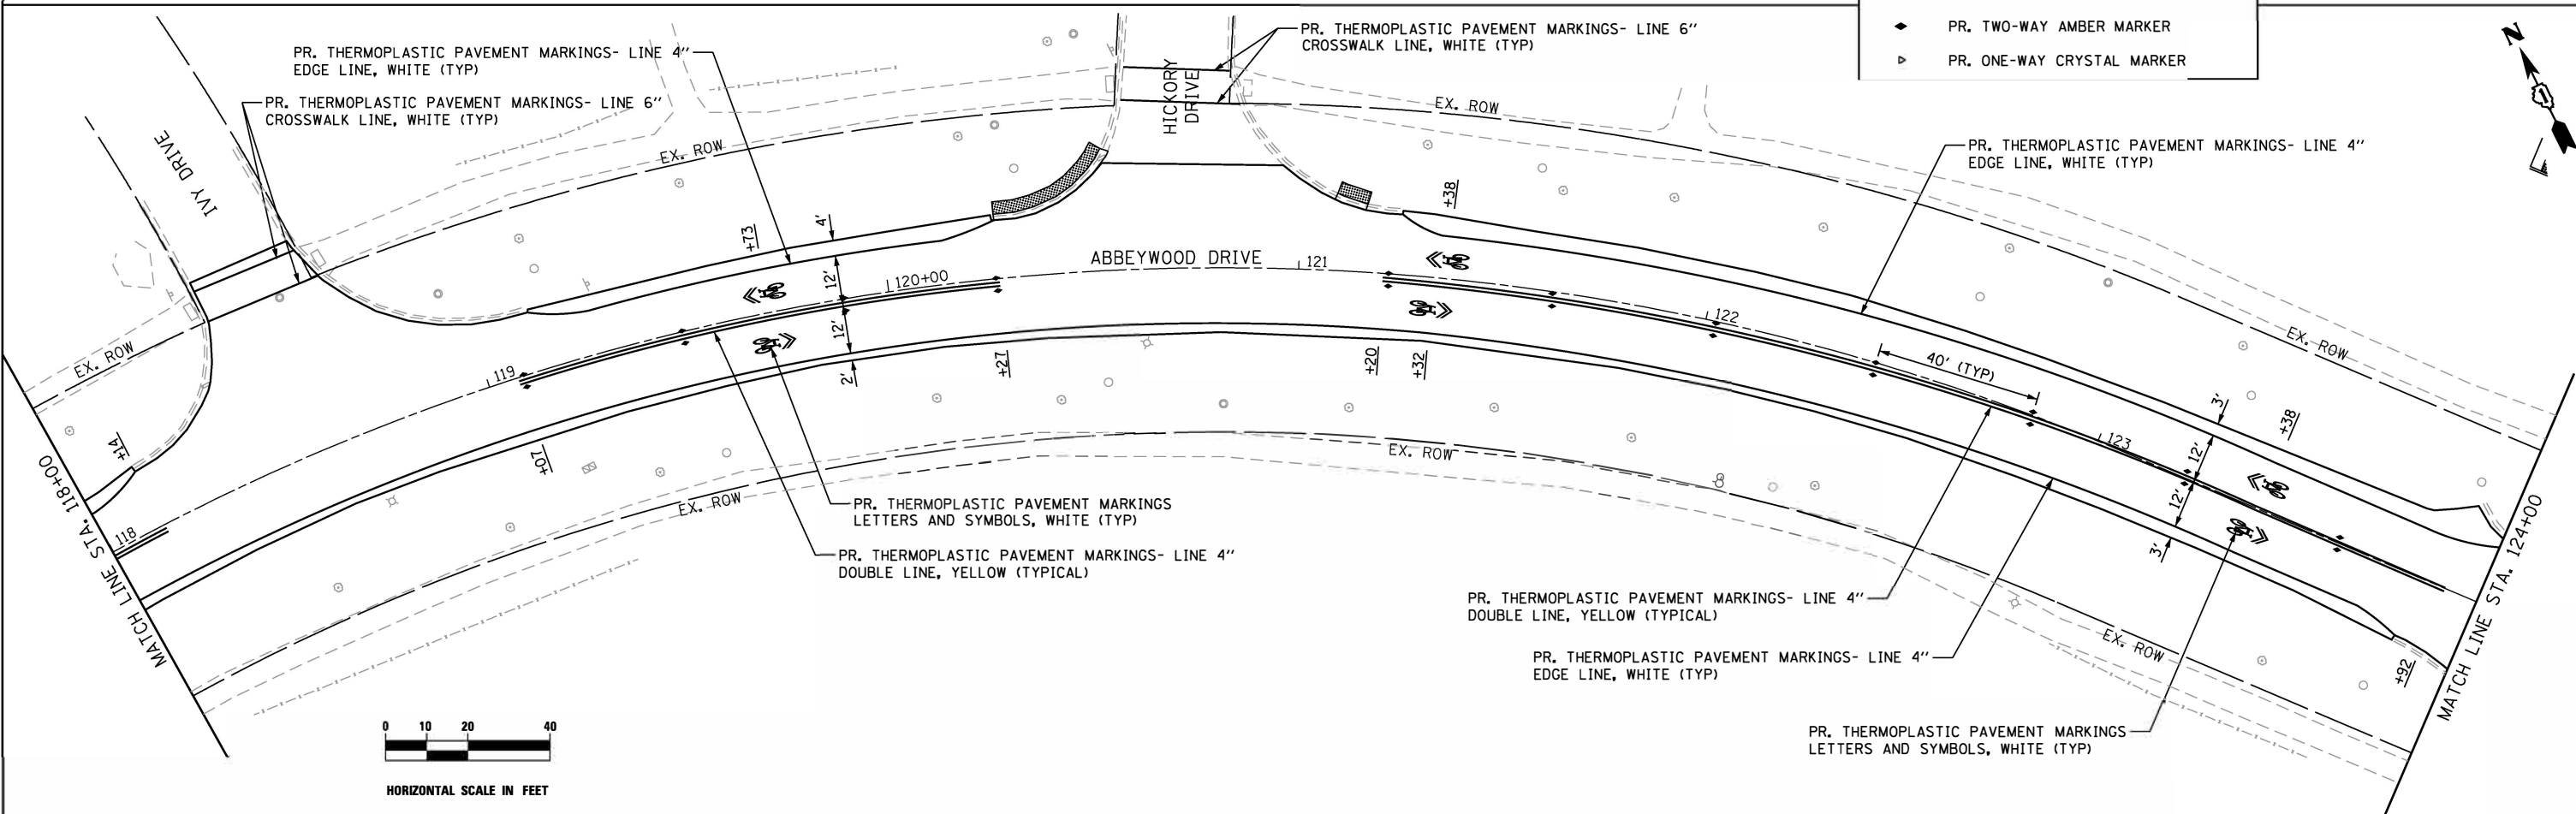 PR. TWO-WAY AMBER MARKER
PR. ONE-WAY CRYSTAL MARKER
N
PR. THERMOPLASTIC PAVEMENT MARKINGS- LINE 4"
EDGE LINE, WHITE (TYP)
PR. THERMOPLASTIC PAVEMENT MARKINGS- LINE 6"
CROSSWALK LINE, WHITE (TYP)
PR. THERMOPLASTIC PAVEMENT MARKINGS- LINE 6"
CROSSWALK LINE, WHITE (TYP)
HICKORY
DRIVE
IVY DRIVE
EX. ROW
EX. ROW
PR. THERMOPLASTIC PAVEMENT MARKINGS- LINE 4"
EDGE LINE, WHITE (TYP)
+38
+73
4'
12'
12'
2'
120+00
ABBEYWOOD DRIVE
121
122
40' (TYP)
EX. ROW
EX. ROW
119
+27
+20
+32
3'
12'
12'
3'
123
+38
+14
+07
118
MATCH LINE STA. 118+00
EX. ROW
EX. ROW
PR. THERMOPLASTIC PAVEMENT MARKINGS
LETTERS AND SYMBOLS, WHITE (TYP)
PR. THERMOPLASTIC PAVEMENT MARKINGS- LINE 4"
DOUBLE LINE, YELLOW (TYPICAL)
PR. THERMOPLASTIC PAVEMENT MARKINGS- LINE 4"
DOUBLE LINE, YELLOW (TYPICAL)
PR. THERMOPLASTIC PAVEMENT MARKINGS- LINE 4"
EDGE LINE, WHITE (TYP)
EX. ROW
+92
MATCH LINE STA. 124+00
PR. THERMOPLASTIC PAVEMENT MARKINGS
LETTERS AND SYMBOLS, WHITE (TYP)
0 10 20 40
HORIZONTAL SCALE IN FEET